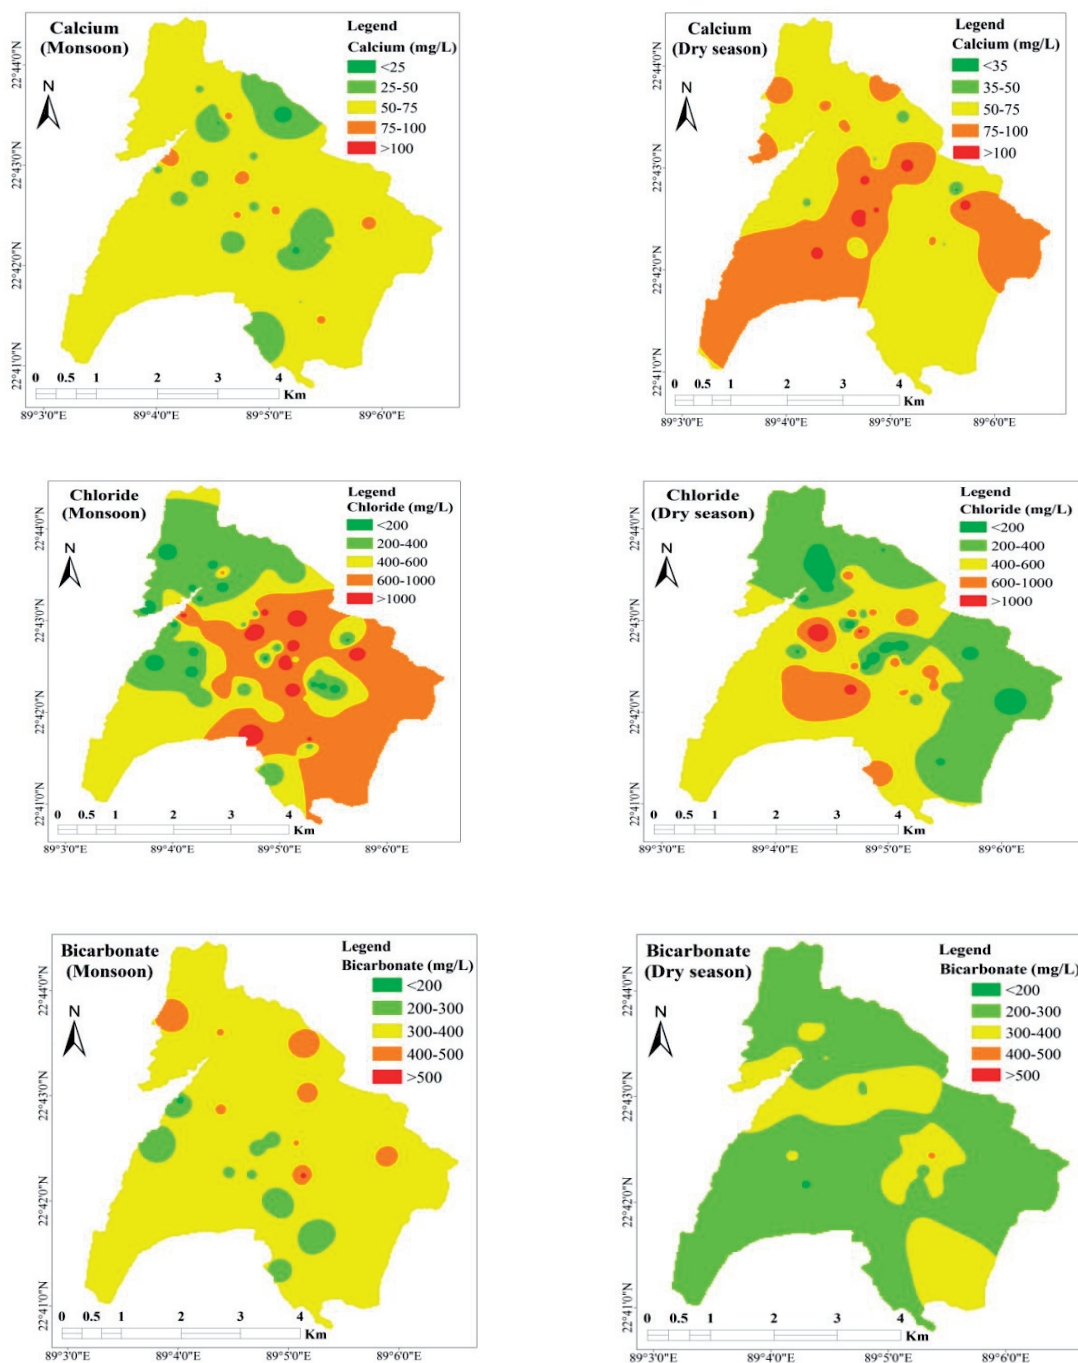 Calcium
(Monsoon)
Legend
Calcium (mg/L)
<25
25-50
50-75
75-100
>100
N
22°44'0"N
22°43'0"N
22°42'0"N
22°41'0"N
0 0.5 1 2 3 4
Km
89°3'0"E 89°4'0"E 89°5'0"E 89°6'0"E
Calcium
(Dry season)
Legend
Calcium (mg/L)
<35
35-50
50-75
75-100
>100
N
22°44'0"N
22°43'0"N
22°42'0"N
22°41'0"N
0 0.5 1 2 3 4
Km
89°3'0"E 89°4'0"E 89°5'0"E 89°6'0"E
Chloride
(Monsoon)
Legend
Chloride (mg/L)
<200
200-400
400-600
600-1000
>1000
N
22°44'0"N
22°43'0"N
22°42'0"N
22°41'0"N
0 0.5 1 2 3 4
Km
89°3'0"E 89°4'0"E 89°5'0"E 89°6'0"E
Chloride
(Dry season)
Legend
Chloride (mg/L)
<200
200-400
400-600
600-1000
>1000
N
22°44'0"N
22°43'0"N
22°42'0"N
22°41'0"N
0 0.5 1 2 3 4
Km
89°3'0"E 89°4'0"E 89°5'0"E 89°6'0"E
Bicarbonate
(Monsoon)
Legend
Bicarbonate (mg/L)
<200
200-300
300-400
400-500
>500
N
22°44'0"N
22°43'0"N
22°42'0"N
22°41'0"N
0 0.5 1 2 3 4
Km
89°3'0"E 89°4'0"E 89°5'0"E 89°6'0"E
Bicarbonate
(Dry season)
Legend
Bicarbonate (mg/L)
<200
200-300
300-400
400-500
>500
N
22°44'0"N
22°43'0"N
22°42'0"N
22°41'0"N
0 0.5 1 2 3 4
Km
89°3'0"E 89°4'0"E 89°5'0"E 89°6'0"E